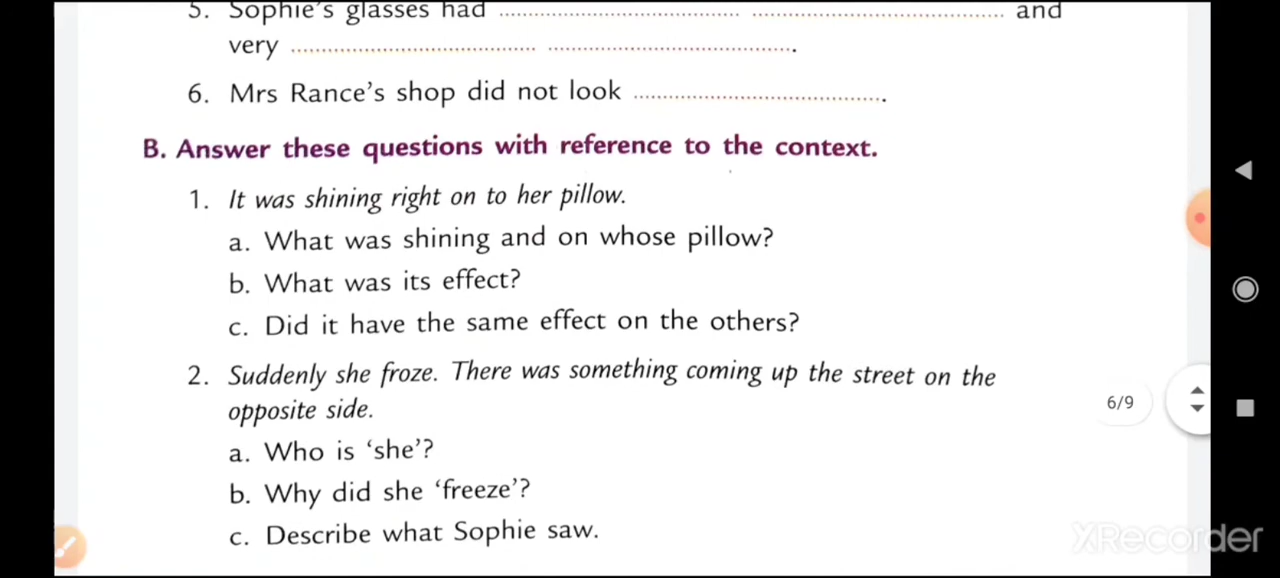 5. Sophie's glasses had ........................ ........................ and
very ........................ ........................ .
6. Mrs Rance's shop did not look ........................ .
B. Answer these questions with reference to the context.
1. It was shining right on to her pillow.
a. What was shining and on whose pillow?
b. What was its effect?
c. Did it have the same effect on the others?
2. Suddenly she froze. There was something coming up the street on the
opposite side.
a. Who is ‘she’?
b. Why did she ‘freeze’?
c. Describe what Sophie saw.
6/9
XRecorder